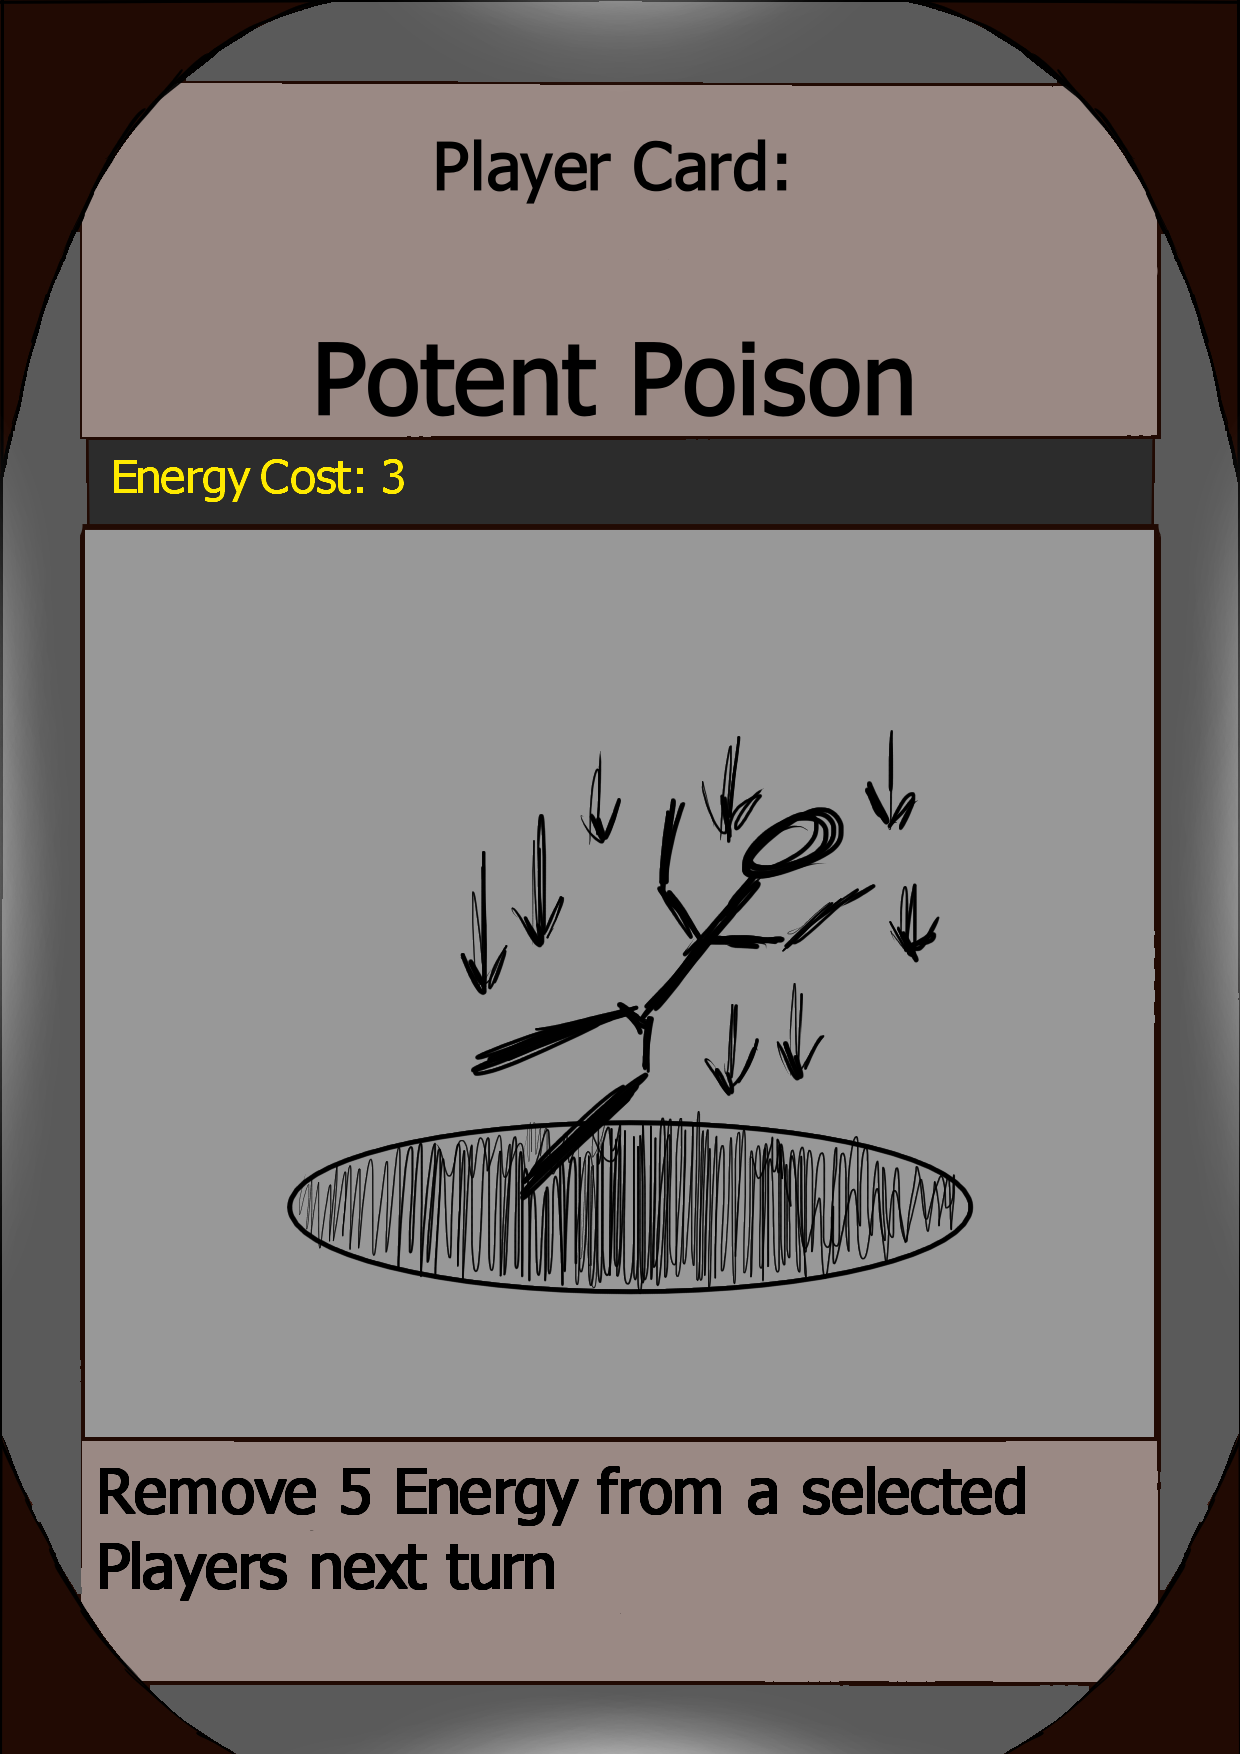 Player Card:
Potent Poison
Energy Cost: 3
Remove 5 Energy from a selected
Players next turn